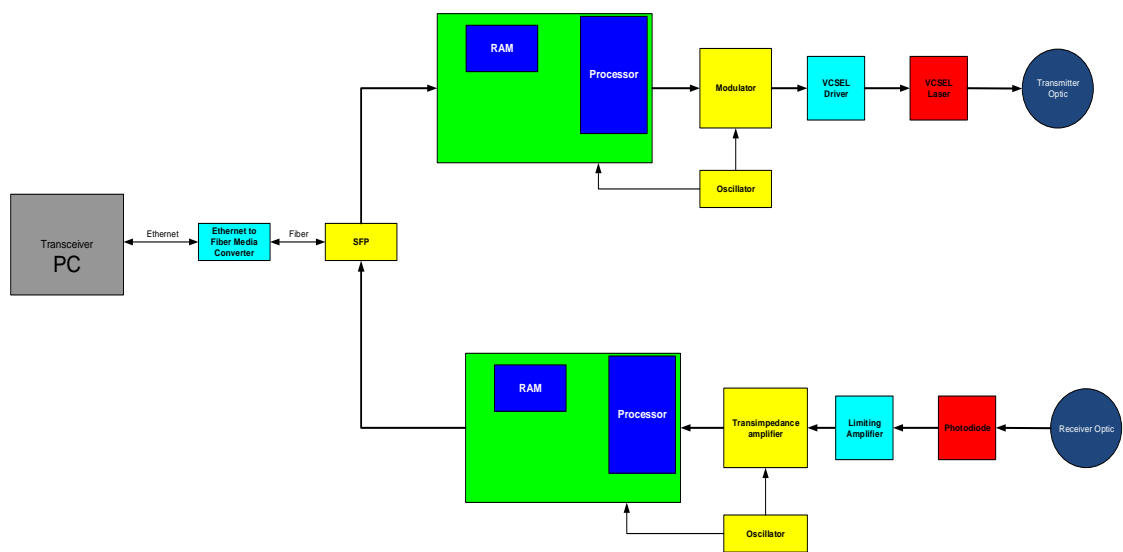 RAM
Processor
Modulator
VCSEL
Driver
VCSEL
Laser
Transmitter
Optic
Oscillator
Transceiver
PC
Ethernet
Ethernet to
Fiber Media
Converter
Fiber
SFP
RAM
Processor
Transimpedance
amplifier
Limiting
Amplifier
Photodiode
Receiver Optic
Oscillator